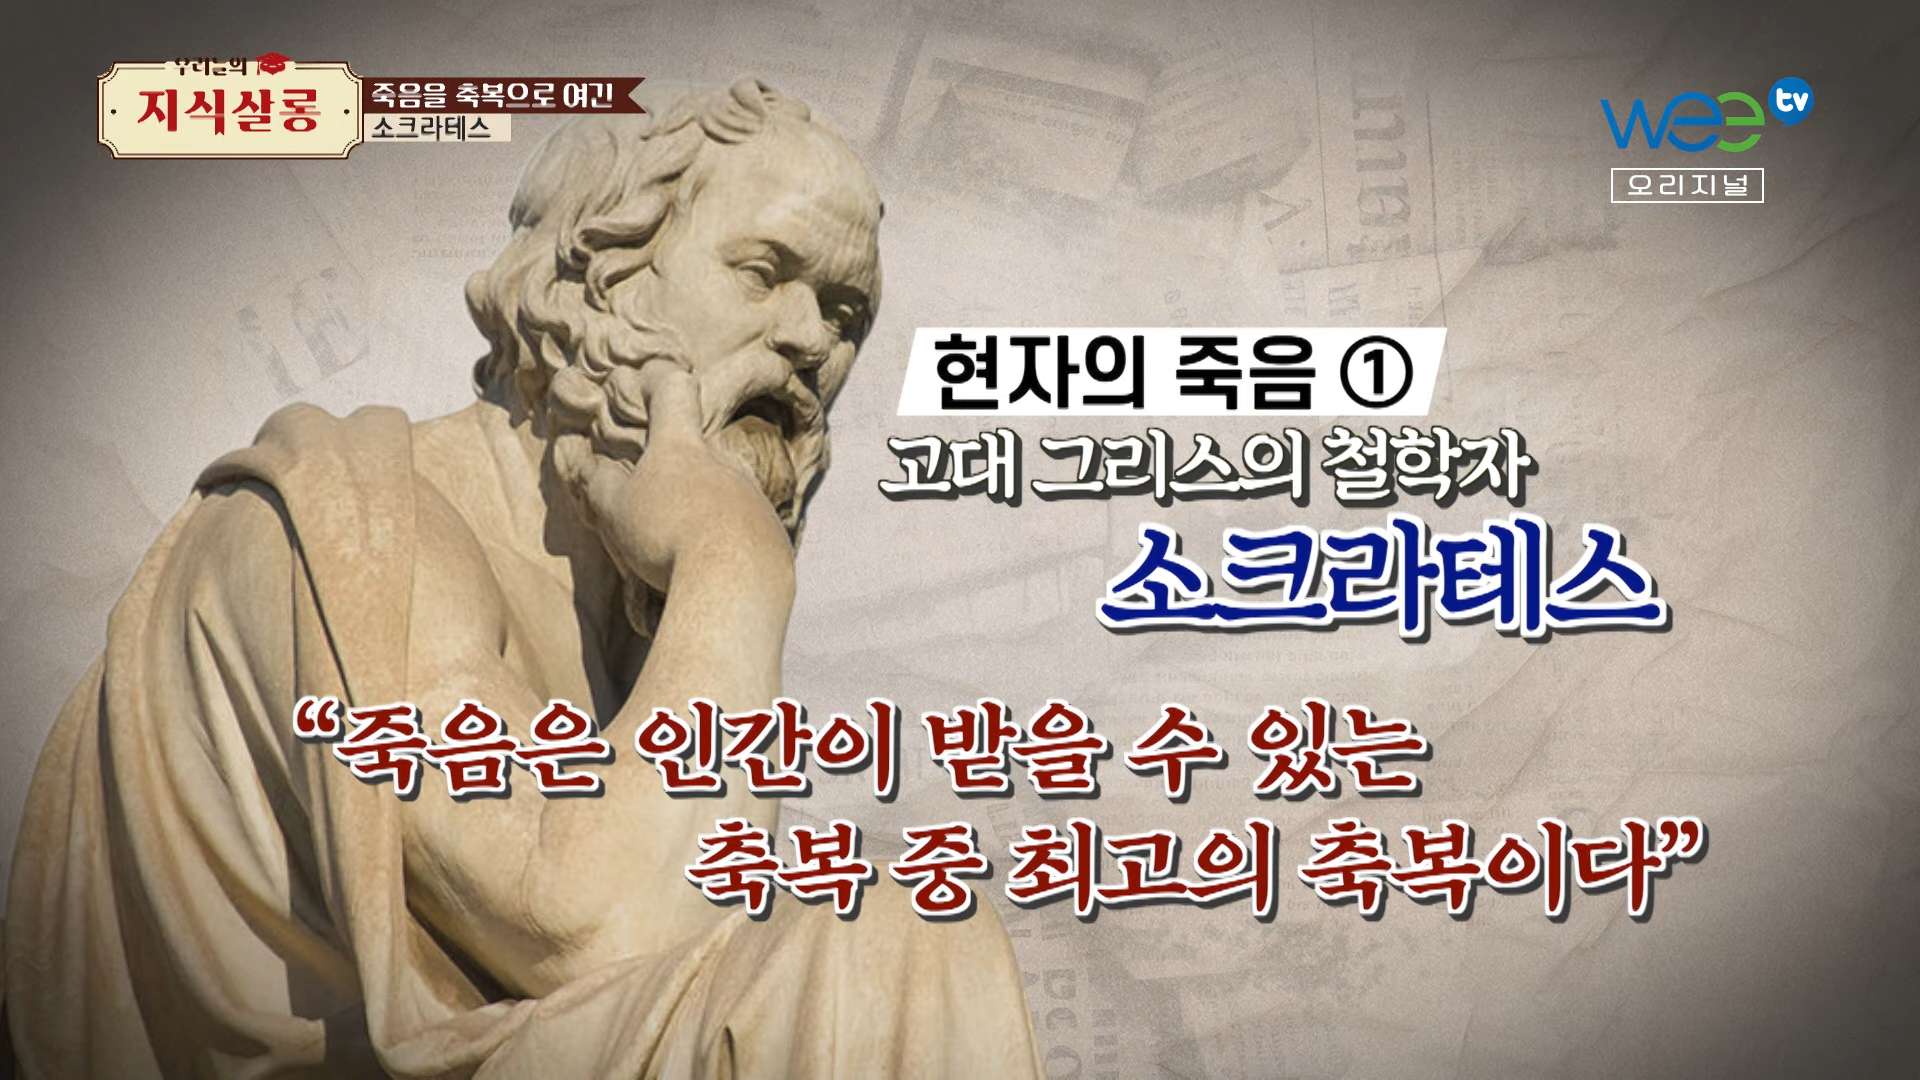 우리들의
지식살롱
죽음을 축복으로 여긴
소크라테스
wee tv
오리지널
현자의 죽음 ①
고대 그리스의 철학자
소크라테스
“죽음은 인간이 받을 수 있는
축복 중 최고의 축복이다”